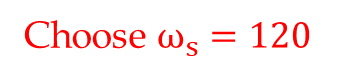 Choose ωₛ = 120